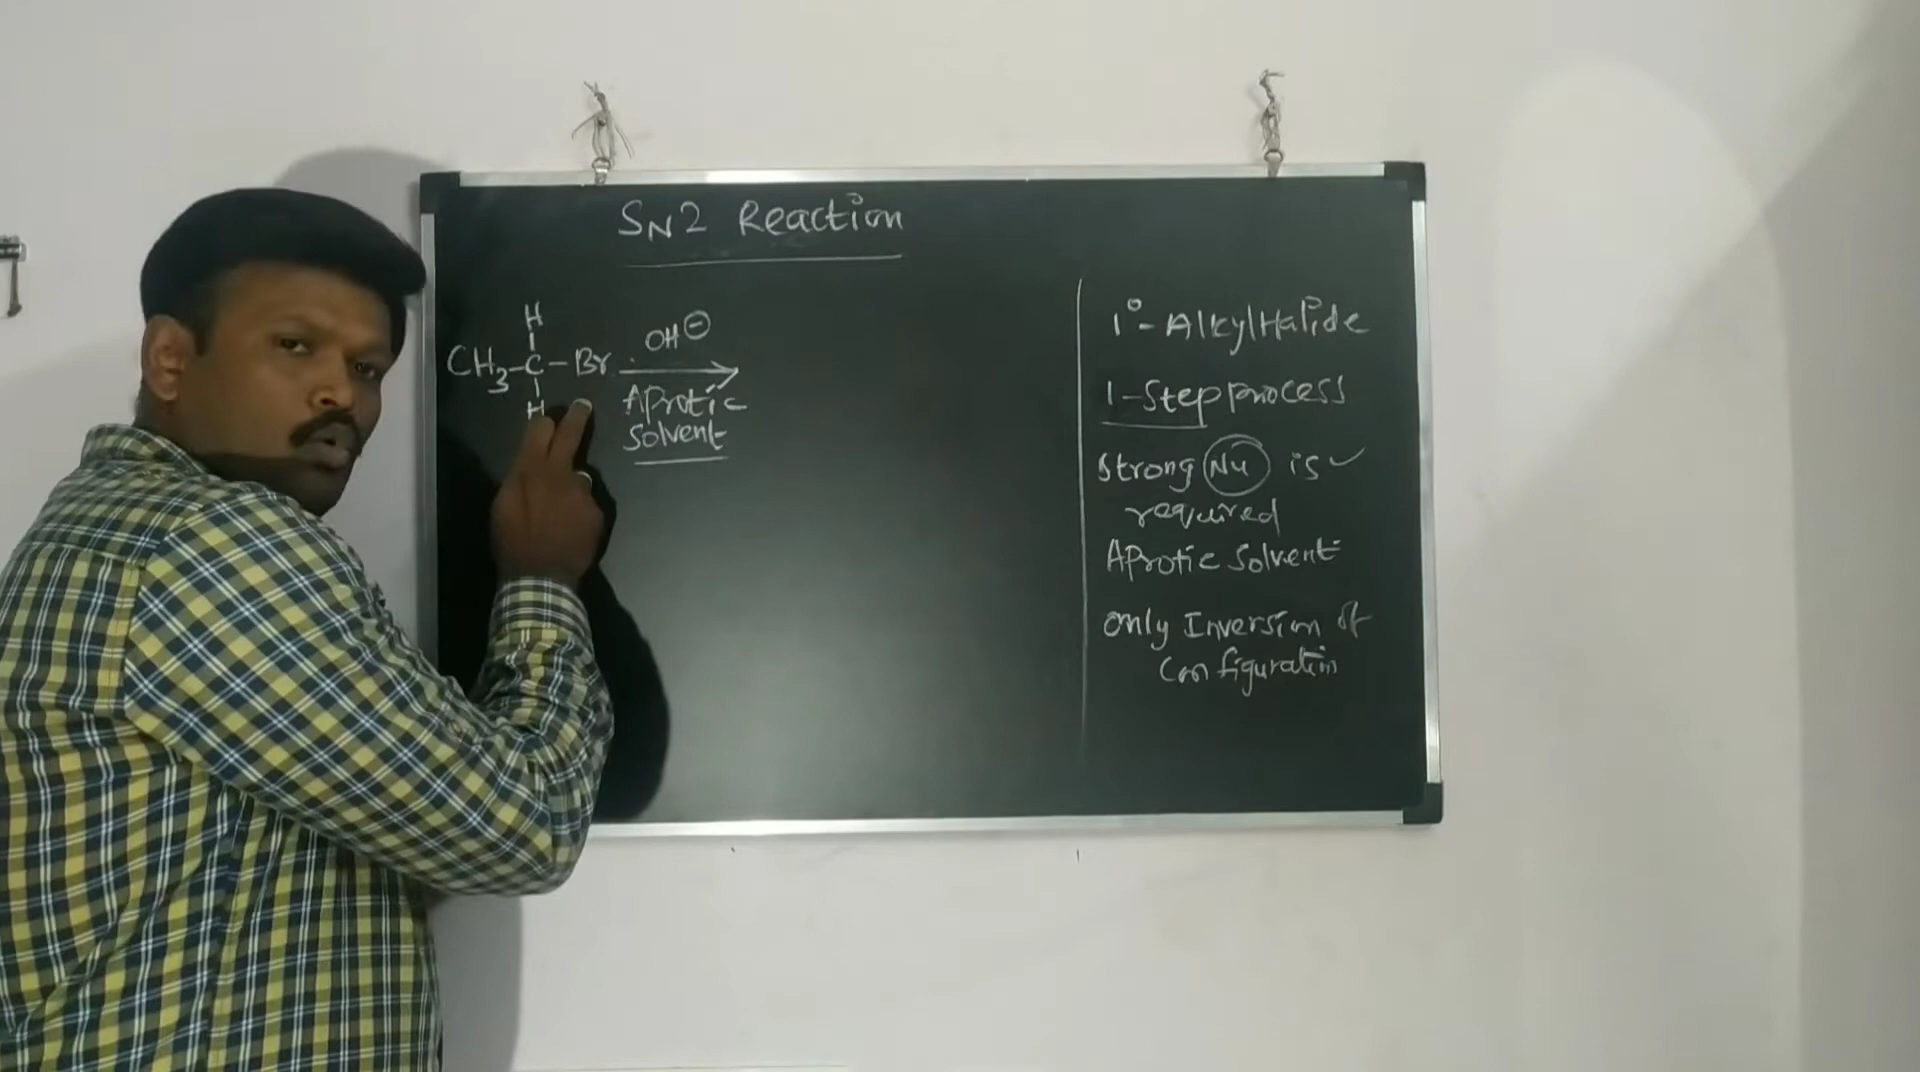 SN2 Reaction
H
CH3-C-Br
H
OH⊖
Aprotic
Solvent
1°-AlkylHalide
1-Step process
Strong Nu is ✓
required
Aprotic Solvent
only Inversion of
Configuration